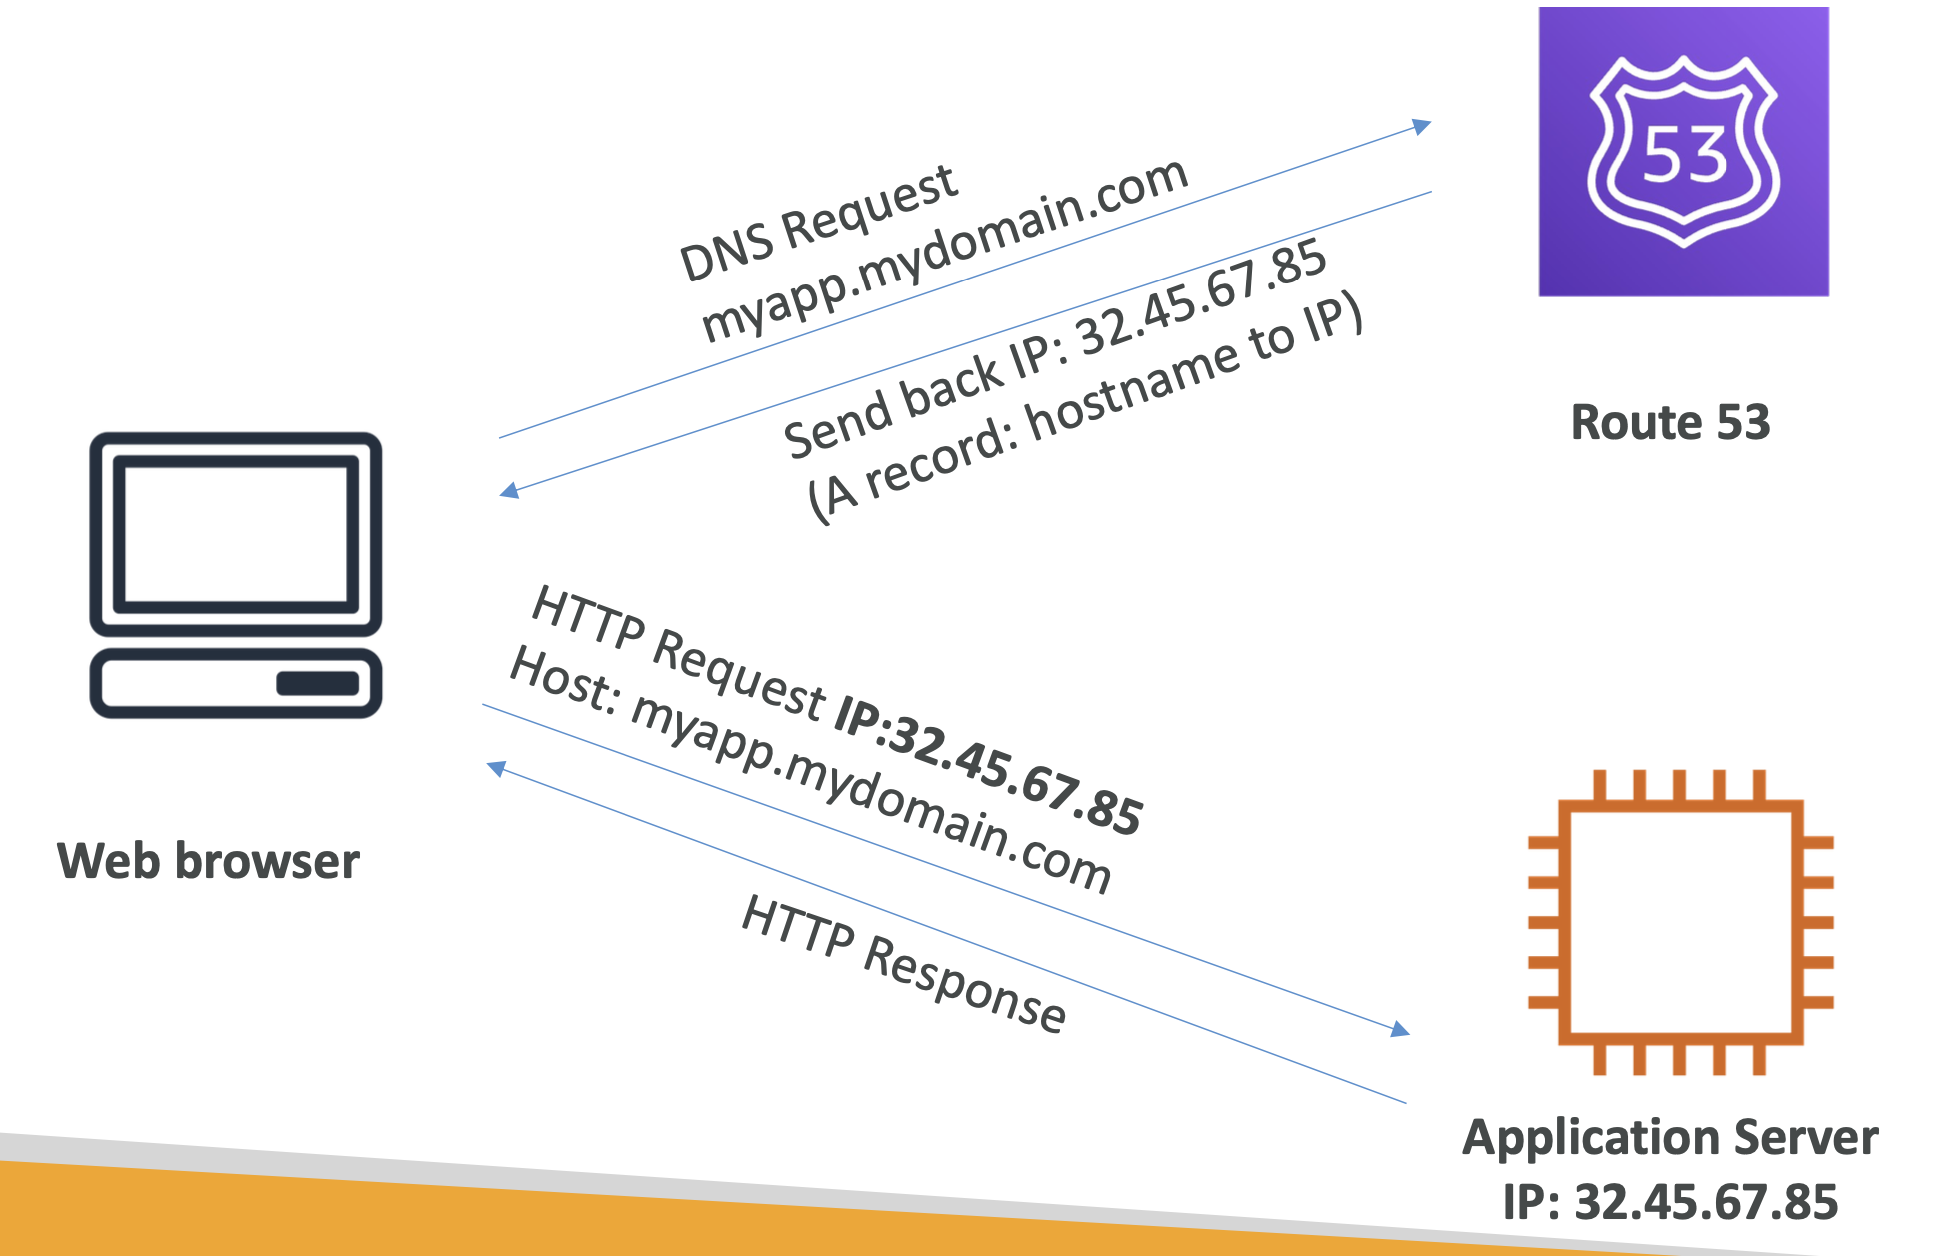 53
DNS Request
myapp.mydomain.com
Send back IP: 32.45.67.85
(A record: hostname to IP)
Route 53
HTTP Request IP:32.45.67.85
Host: myapp.mydomain.com
Web browser
HTTP Response
Application Server
IP: 32.45.67.85